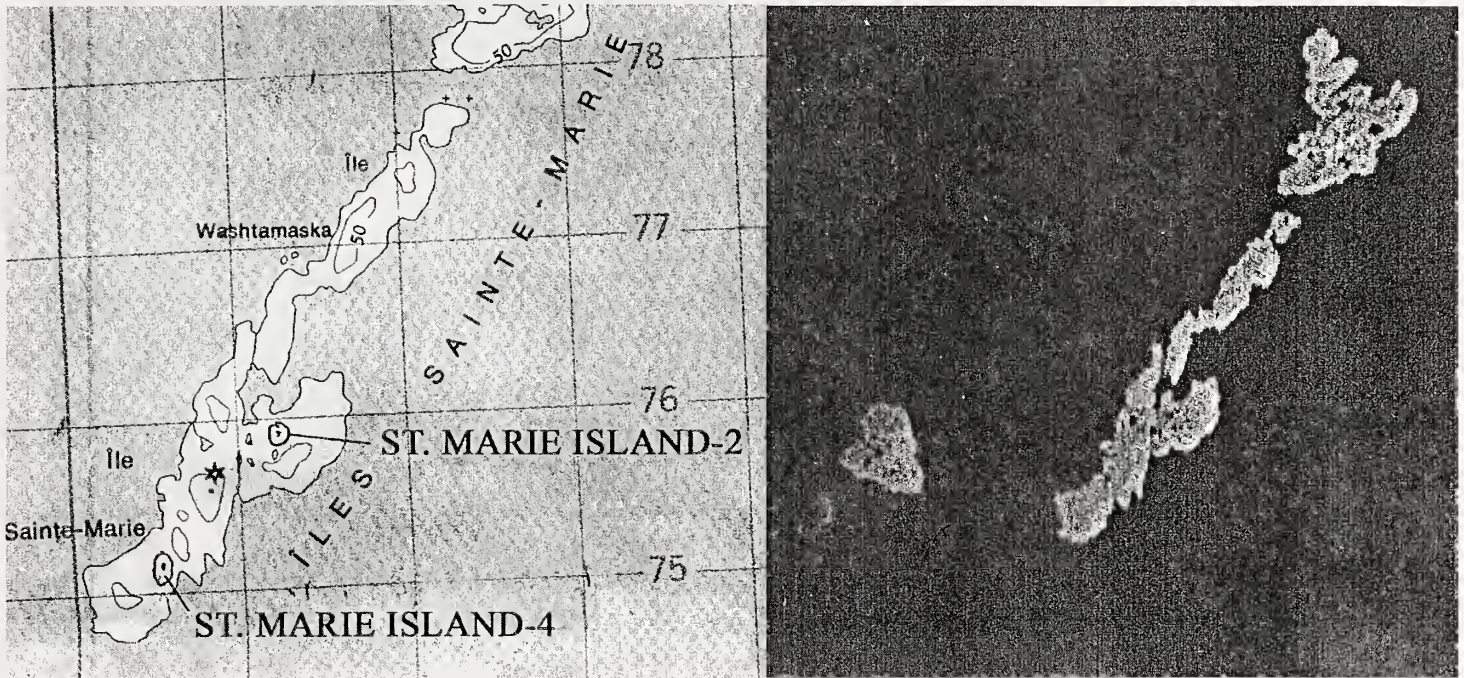 50
78
Île
Washtamaska
50
77
ÎLES SAINTE-MARIE
76
ST. MARIE ISLAND-2
Île
Sainte-Marie
75
ST. MARIE ISLAND-4